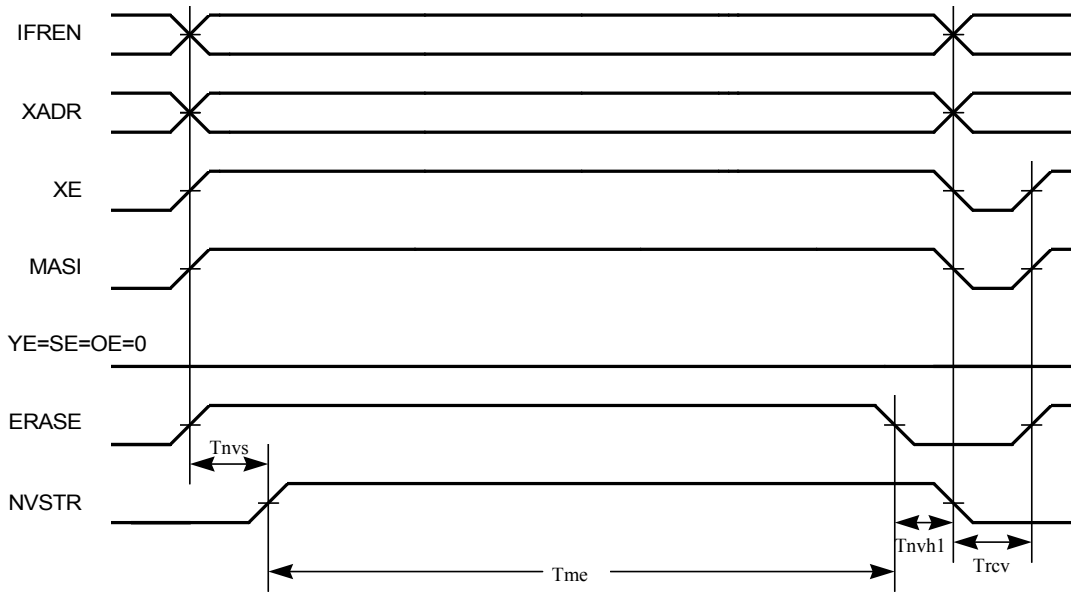 IFREN
XADR
XE
MASI
YE=SE=OE=0
ERASE
Tnvs
NVSTR
Tnvh1
Trcv
Tme